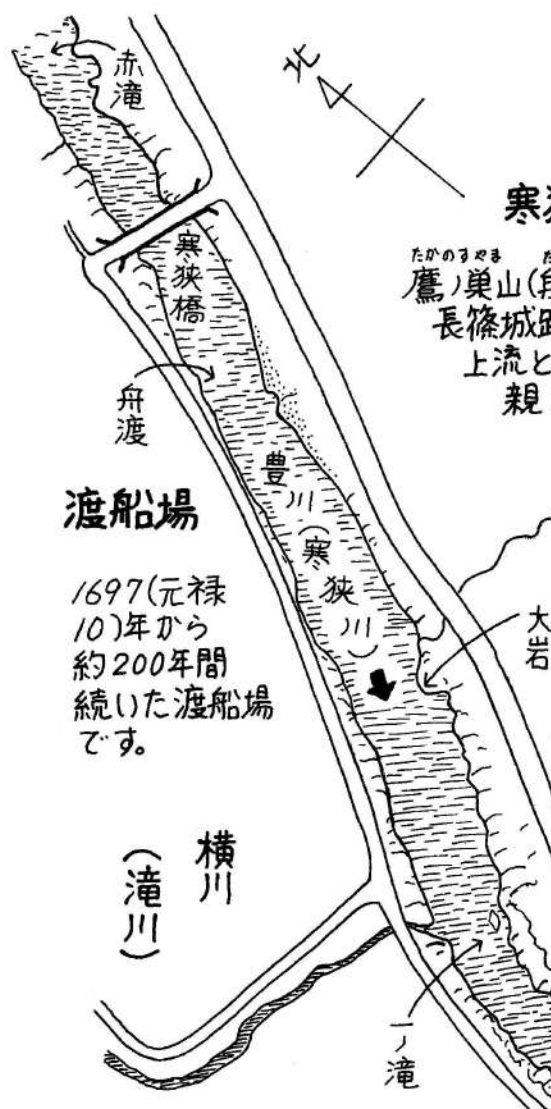 赤滝
北
寒狭橋
寒
たかのすやま
鷹ノ巣山(
長篠城
上流と
親
舟渡
渡船場
1697(元禄
10)年から
約200年間
続いた渡船場
です。
豊川(寒狭川)
大岩
横川
(滝川)
一ノ滝